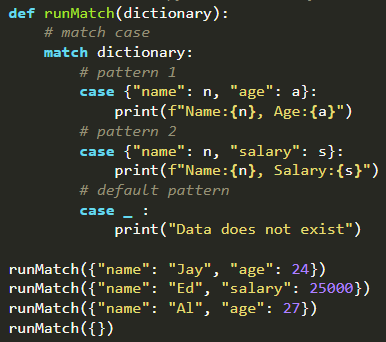 def runMatch(dictionary):
    # match case
    match dictionary:
        # pattern 1
        case {"name": n, "age": a}:
            print(f"Name:{n}, Age:{a}")
        # pattern 2
        case {"name": n, "salary": s}:
            print(f"Name:{n}, Salary:{s}")
        # default pattern
        case _ :
            print("Data does not exist")

runMatch({"name": "Jay", "age": 24})
runMatch({"name": "Ed", "salary": 25000})
runMatch({"name": "Al", "age": 27})
runMatch({})